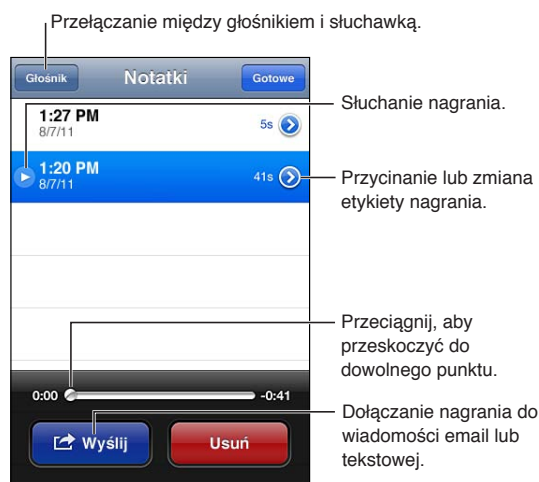 Przełączanie między głośnikiem i słuchawką.
Głośnik
Notatki
Gotowe
1:27 PM
8/7/11
5s
Słuchanie nagrania.
1:20 PM
8/7/11
41s
Przycinanie lub zmiana
etykiety nagrania.
Przeciągnij, aby
przeskoczyć do
dowolnego punktu.
0:00
-0:41
Wyślij
Usuń
Dołączanie nagrania do
wiadomości email lub
tekstowej.